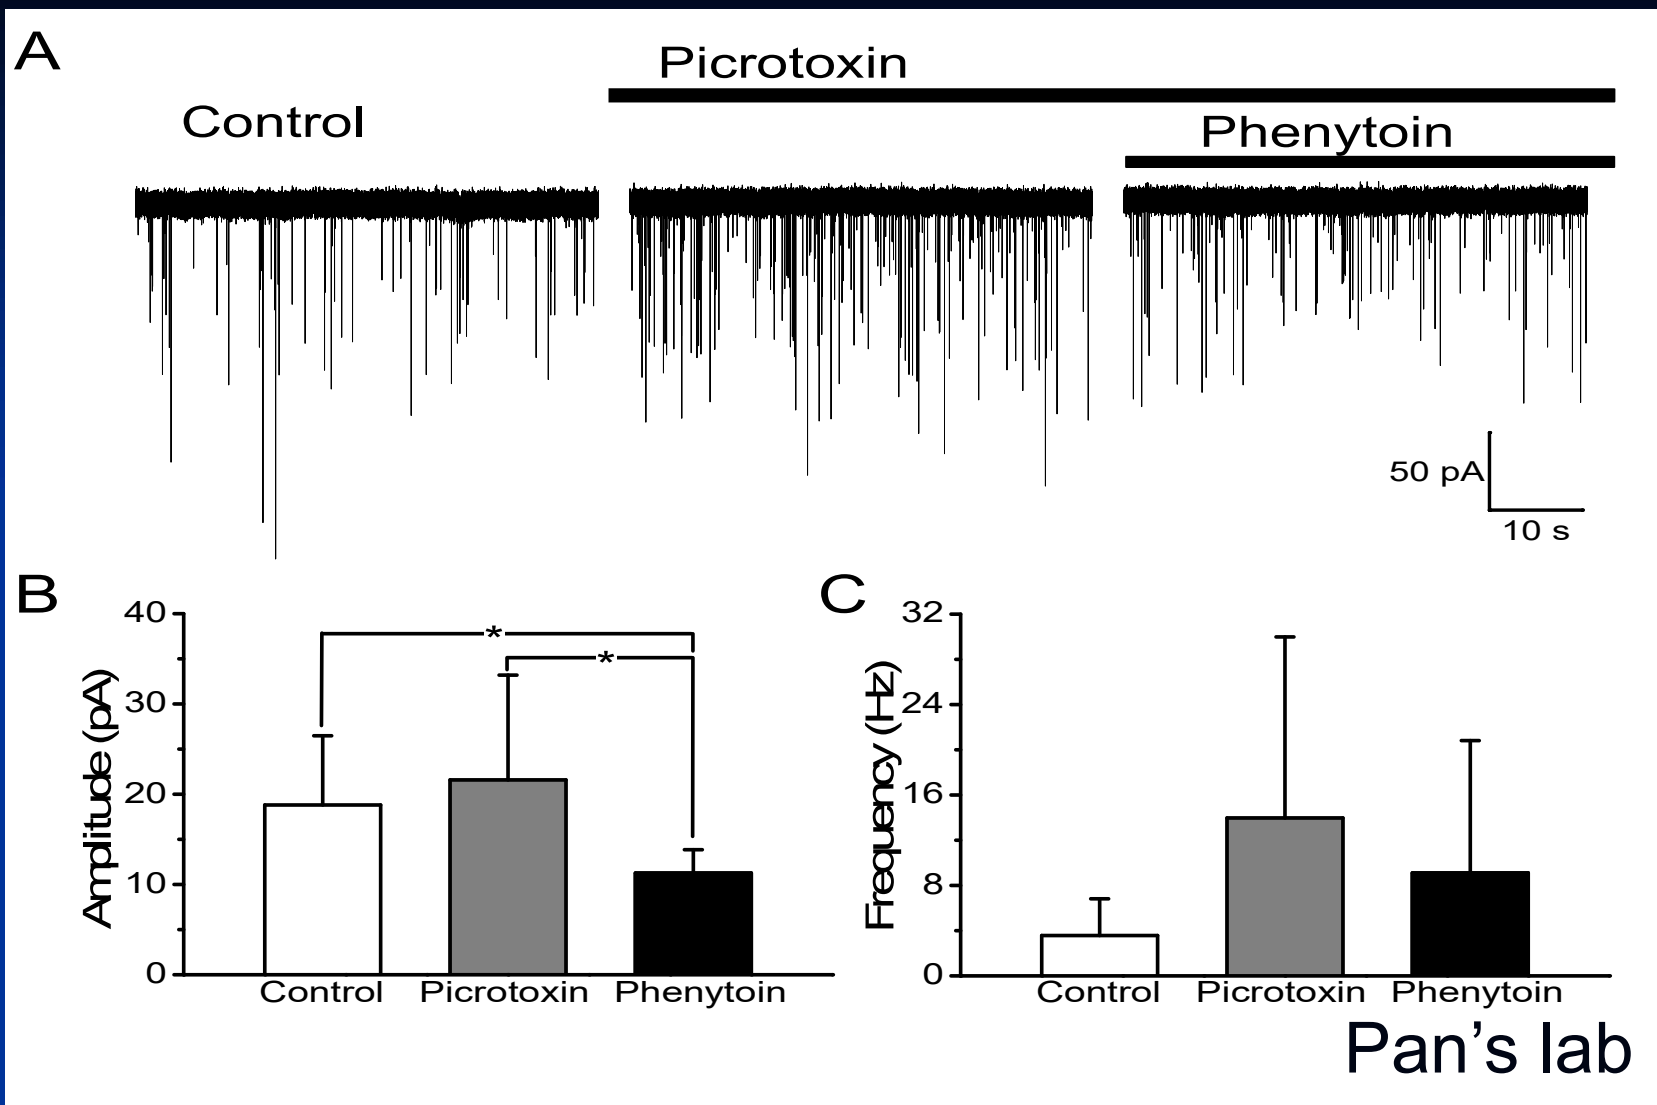 A
Picrotoxin
Control
Phenytoin
50 pA
10 s
B
40
30
20
10
0
Amplitude (pA)
*
*
Control Picrotoxin Phenytoin
C
32
24
16
8
0
Frequency (Hz)
Control Picrotoxin Phenytoin
Pan's lab